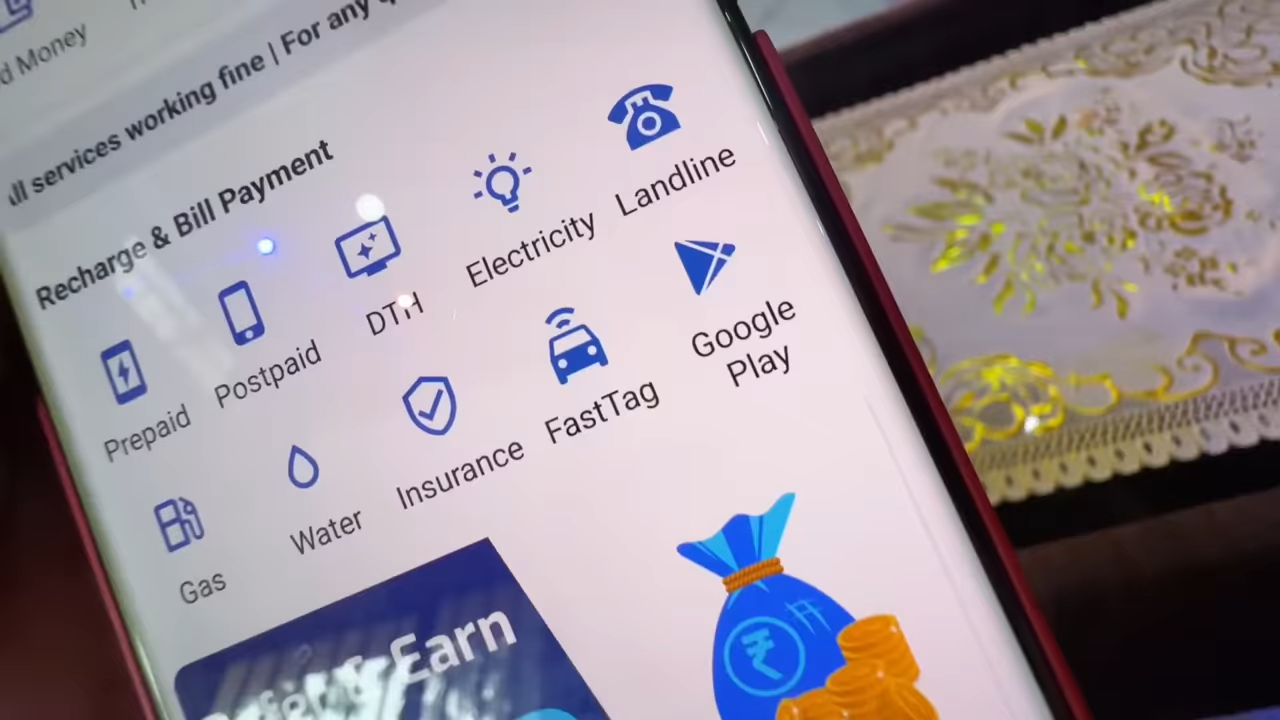 Money
services working fine | For any
Recharge & Bill Payment
Prepaid
Postpaid
DTH
Electricity
Landline
Gas
Water
Insurance
FastTag
Google
Play
& Earn
₹